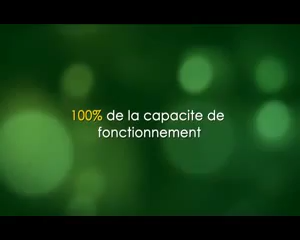 100% de la capacite de
fonctionnement